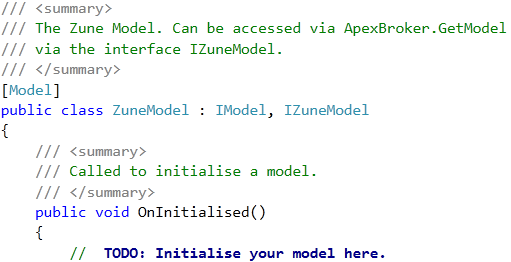 /// <summary>
/// The Zune Model. Can be accessed via ApexBroker.GetModel
/// via the interface IZuneModel.
/// </summary>
[Model]
public class ZuneModel : IModel, IZuneModel
{
    /// <summary>
    /// Called to initialise a model.
    /// </summary>
    public void OnInitialised()
    {
        //  TODO: Initialise your model here.